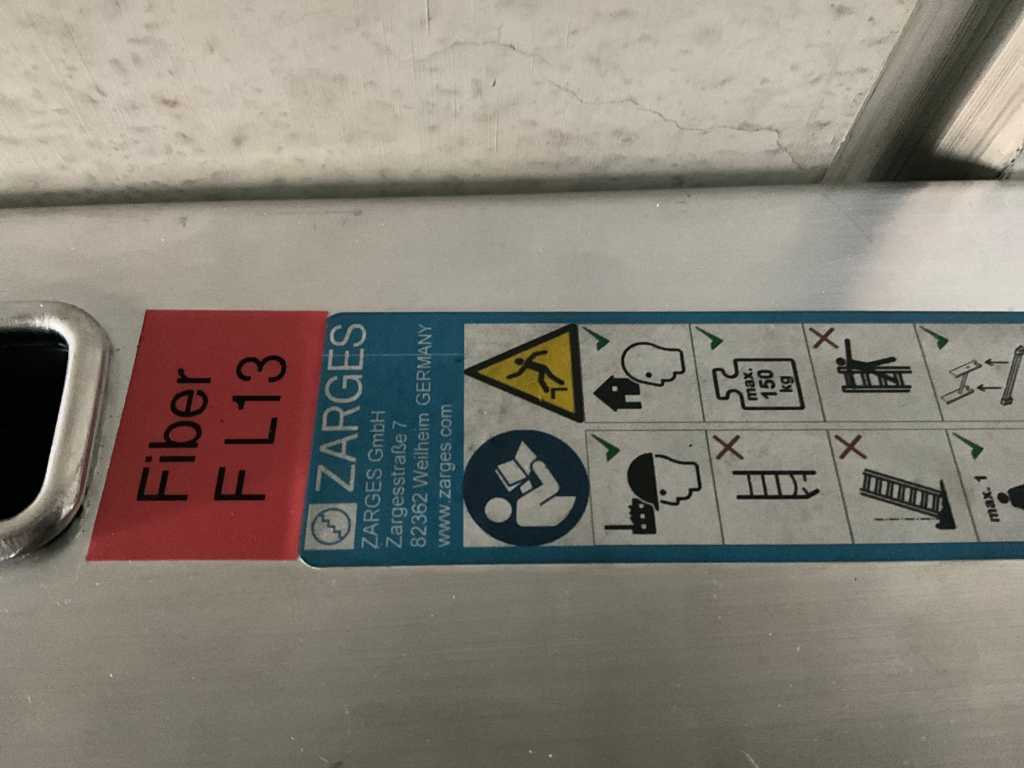 Fiber
F L13
ZARGES
ZARGES GmbH
Zargesstraße 7
82362 Weilheim GERMANY
www.zarges.com
max.
150
kg
max. 1